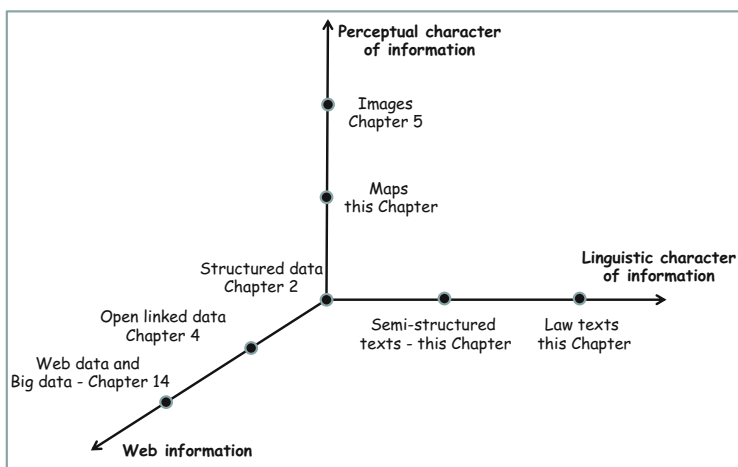 Perceptual character
of information
Images
Chapter 5
Maps
this Chapter
Structured data
Chapter 2
Linguistic character
of information
Open linked data
Chapter 4
Semi-structured
texts - this Chapter
Law texts
this Chapter
Web data and
Big data - Chapter 14
Web information